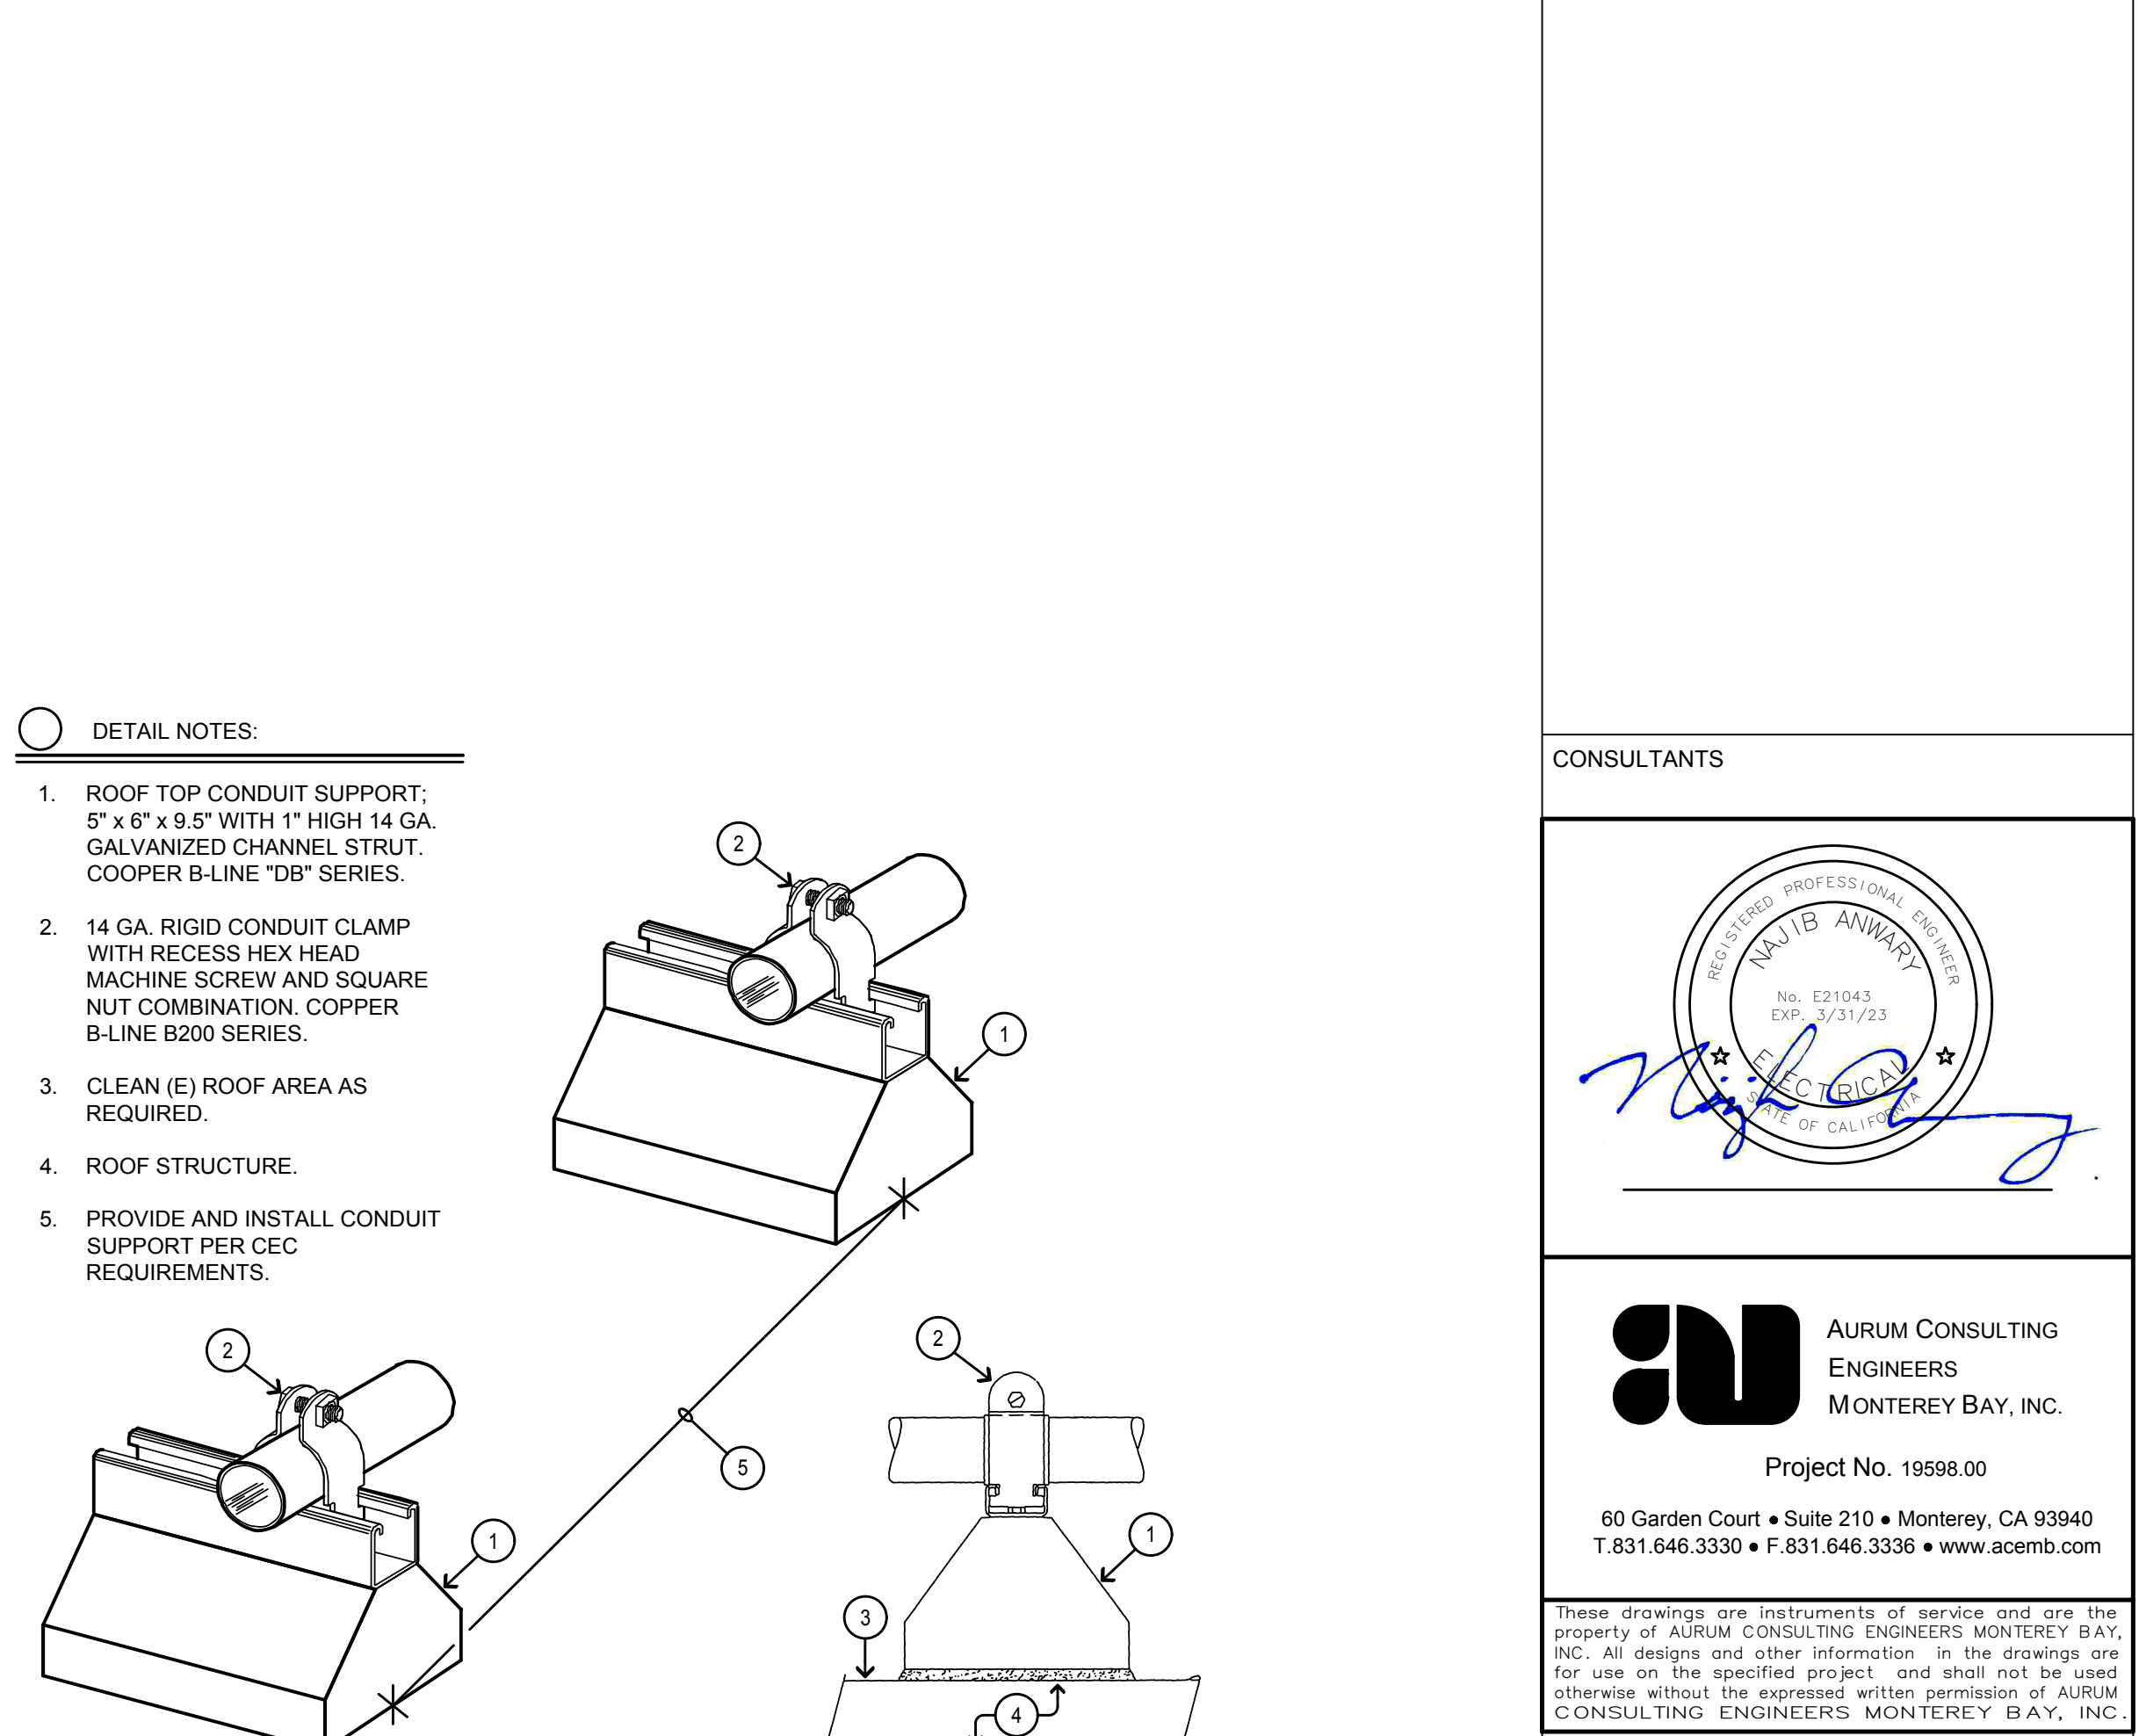 DETAIL NOTES:
1. ROOF TOP CONDUIT SUPPORT;
5" x 6" x 9.5" WITH 1" HIGH 14 GA.
GALVANIZED CHANNEL STRUT.
COOPER B-LINE "DB" SERIES.
2. 14 GA. RIGID CONDUIT CLAMP
WITH RECESS HEX HEAD
MACHINE SCREW AND SQUARE
NUT COMBINATION. COPPER
B-LINE B200 SERIES.
3. CLEAN (E) ROOF AREA AS
REQUIRED.
4. ROOF STRUCTURE.
5. PROVIDE AND INSTALL CONDUIT
SUPPORT PER CEC
REQUIREMENTS.
2
1
2
1
5
2
1
3
4
CONSULTANTS
REGISTERED PROFESSIONAL ENGINEER
NAJIB ANWARY
No. E21043
EXP. 3/31/23
ELECTRICAL
STATE OF CALIFORNIA
AURUM CONSULTING
ENGINEERS
MONTEREY BAY, INC.
Project No. 19598.00
60 Garden Court ● Suite 210 ● Monterey, CA 93940
T.831.646.3330 ● F.831.646.3336 ● www.acemb.com
These drawings are instruments of service and are the
property of AURUM CONSULTING ENGINEERS MONTEREY BAY,
INC. All designs and other information in the drawings are
for use on the specified project and shall not be used
otherwise without the expressed written permission of AURUM
CONSULTING ENGINEERS MONTEREY BAY, INC.